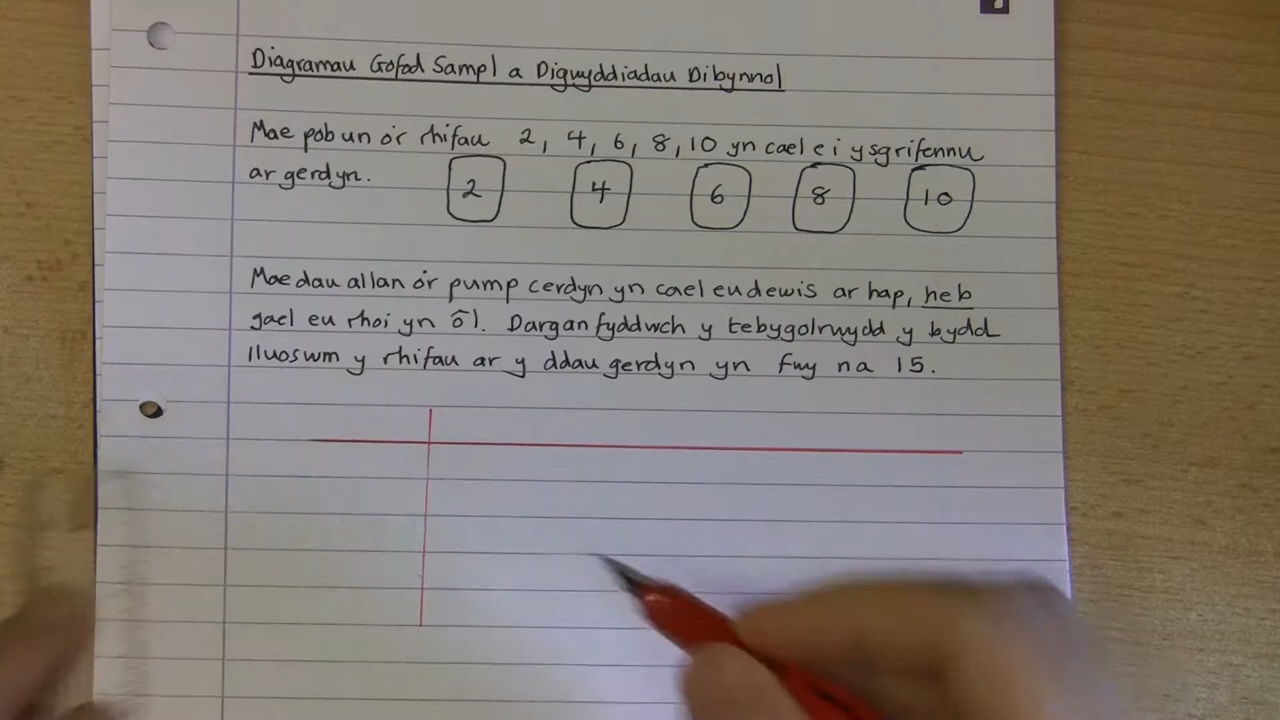 Diagramau Gofod Sampl a Digwyddiadau Dibynnol
Mae pob un o'r rhifau 2, 4, 6, 8, 10 yn cael ei ysgrifennu
ar gerdyn.
2 4 6 8 10
Mae dau allan o'r pump cerdyn yn cael eu dewis ar hap, heb
gael eu rhoi yn ôl. Darganfyddwch y tebygolrwydd y bydd
lluoswm y rhifau ar y ddau gerdyn yn fwy na 15.